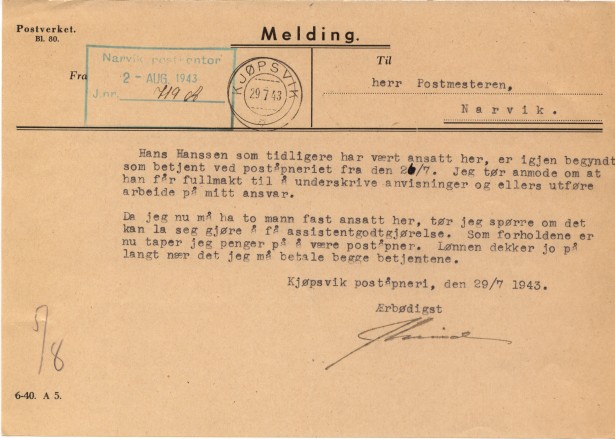 Postverket.
Bl. 80.
Melding.
Fra
Narvik postkontor
2 - AUG. 1943
J.nr.
KJØPSVIK
29 7 43
Til
herr Postmesteren,
Narvik.
Hans Hanssen som tidligere har vært ansatt her, er igjen begyndt
som betjent ved poståpneriet fra den 26/7. Jeg tør anmode om at
han får fullmakt til å underskrive anvisninger og ellers utføre
arbeide på mitt ansvar.
Da jeg nu må ha to mann fast ansatt her, tør jeg spørre om det
kan la seg gjøre å få assistentgodtgjørelse. Som forholdene er
nu taper jeg penger på å være poståpner. Lønnen dekker jo på
langt nær det jeg må betale begge betjentene.
Kjøpsvik poståpneri, den 29/7 1943.
Ærbødigst
5/8
6-40. A 5.